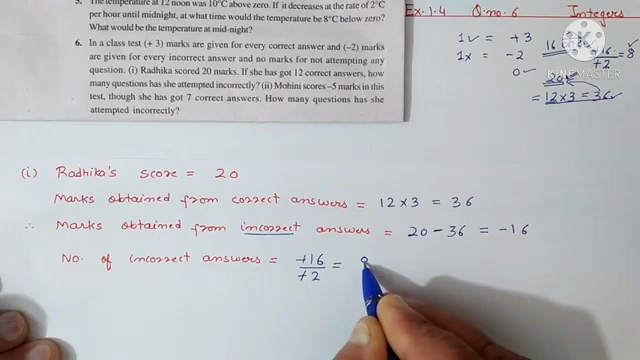 5. The temperature at 12 noon was 10°C above zero. If it decreases at the rate of 2°C
per hour until midnight, at what time would the temperature be 8°C below zero?
What would be the temperature at mid-night?
6. In a class test (+ 3) marks are given for every correct answer and (–2) marks
are given for every incorrect answer and no marks for not attempting any
question. (i) Radhika scored 20 marks. If she has got 12 correct answers, how
many questions has she attempted incorrectly? (ii) Mohini scores –5 marks in this
test, though she has got 7 correct answers. How many questions has she
attempted incorrectly?
Ex. 1.4 Q.no. 6 Integers
1✓ = +3
1x = -2
0✓
16
-16 = 8
+2
KINEMASTER
20
= 12×3 = 36✓
(i) Radhika's score = 20
Marks obtained from correct answers = 12×3 = 36
∴ Marks obtained from incorrect answers = 20 - 36 = -16
No. of incorrect answers = -16/-2 = 8